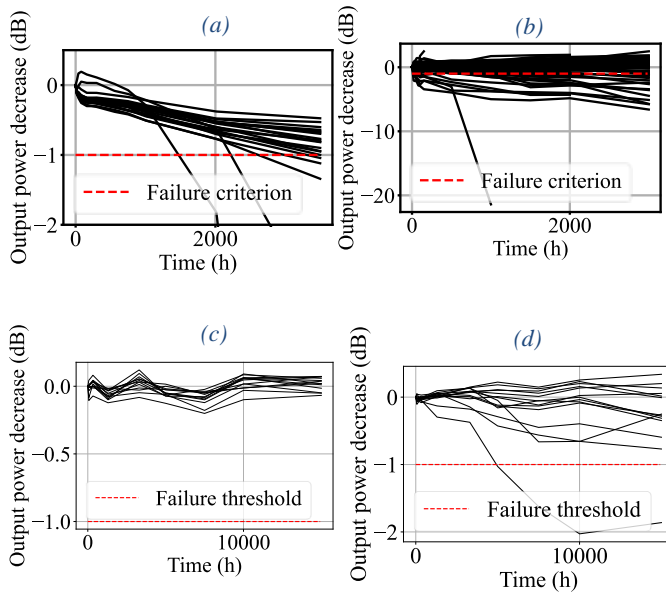 (a)
Output power decrease (dB)
0
−1
−2
Failure criterion
0
2000
Time (h)
(b)
Output power decrease (dB)
0
−10
−20
Failure criterion
0
2000
Time (h)
(c)
Output power decrease (dB)
0.0
−0.5
−1.0
Failure threshold
0
10000
Time (h)
(d)
Output power decrease (dB)
0
−1
−2
Failure threshold
0
10000
Time (h)